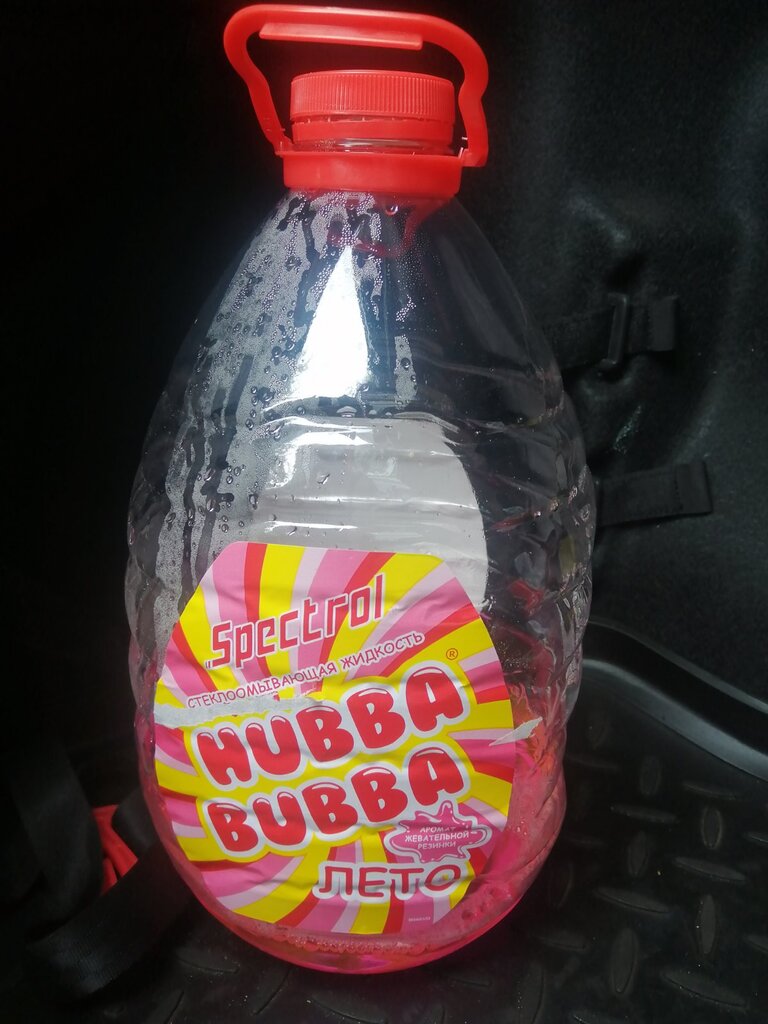 Spectrol
СТЕКЛООМЫВАЮЩАЯ ЖИДКОСТЬ
HUBBA ®
BUBBA
АРОМАТ
ЖЕВАТЕЛЬНОЙ
РЕЗИНКИ
ЛЕТО